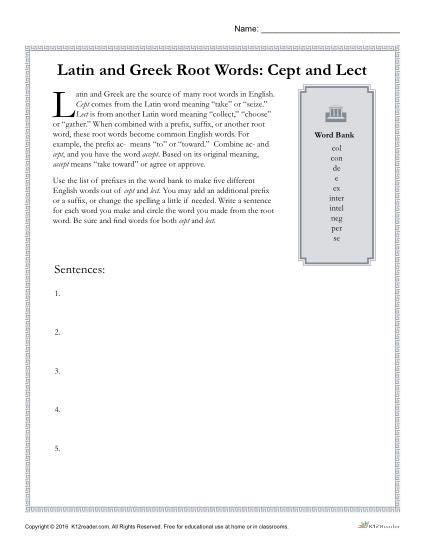 Name:
Latin and Greek Root Words: Cept and Lect
Latin and Greek are the source of many root words in English.
Cept comes from the Latin word meaning “take” or “seize.”
Lect is from another Latin word meaning “collect,” “choose”
or “gather.” When combined with a prefix, suffix, or another root
word, these root words become common English words. For
example, the prefix ac- means “to” or “toward.” Combine ac- and
cept, and you have the word accept. Based on its original meaning,
accept means “take toward” or agree or approve.
Use the list of prefixes in the word bank to make five different
English words out of cept and lect. You may add an additional prefix
or a suffix, or change the spelling a little if needed. Write a sentence
for each word you make and circle the word you made from the root
word. Be sure and find words for both cept and lect.
Word Bank
col
con
de
e
ex
inter
intel
neg
per
se
Sentences:
1.
2.
3.
4.
5.
Copyright © 2016 K12reader.com. All Rights Reserved. Free for educational use at home or in classrooms.
K12Reader